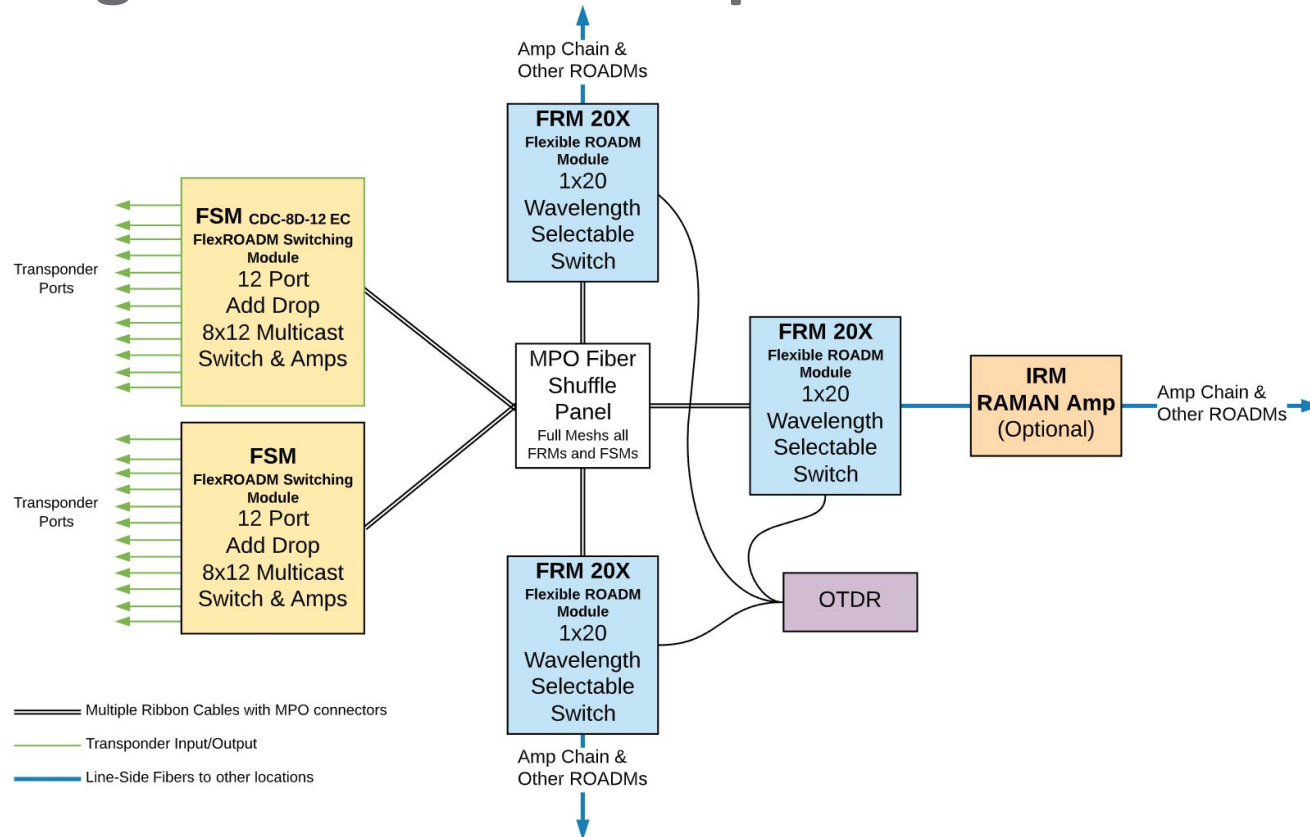 Amp Chain &
Other ROADMs
FRM 20X
Flexible ROADM
Module
1x20
Wavelength
Selectable
Switch
FSM CDC-8D-12 EC
FlexROADM Switching
Module
12 Port
Add Drop
8x12 Multicast
Switch & Amps
Transponder
Ports
MPO Fiber
Shuffle
Panel
Full Meshs all
FRMs and FSMs
FRM 20X
Flexible ROADM
Module
1x20
Wavelength
Selectable
Switch
IRM
RAMAN Amp
(Optional)
Amp Chain &
Other ROADMs
FSM
FlexROADM Switching
Module
12 Port
Add Drop
8x12 Multicast
Switch & Amps
Transponder
Ports
FRM 20X
Flexible ROADM
Module
1x20
Wavelength
Selectable
Switch
OTDR
Amp Chain &
Other ROADMs
Multiple Ribbon Cables with MPO connectors
Transponder Input/Output
Line-Side Fibers to other locations